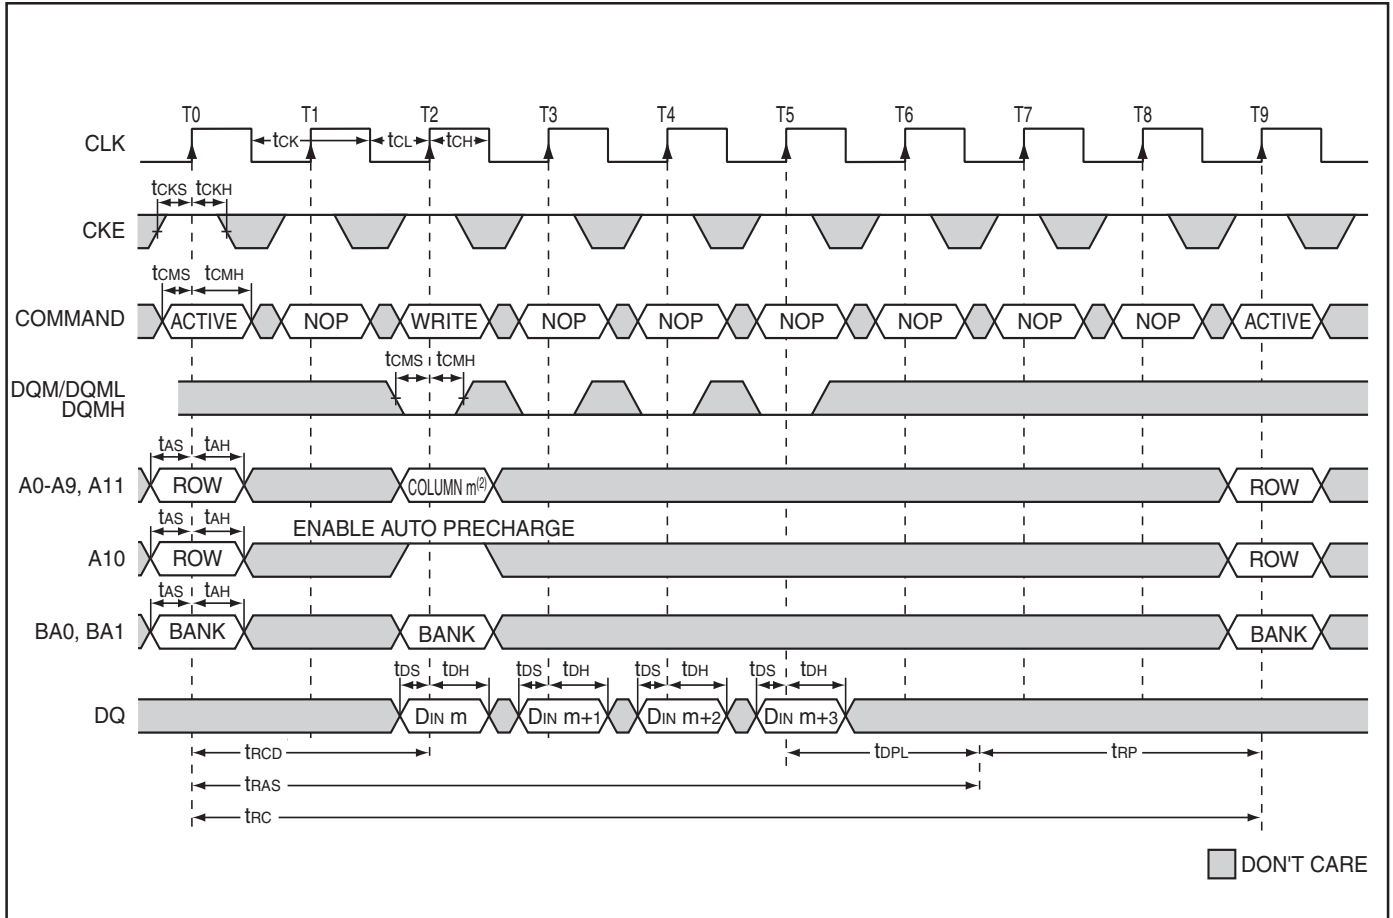 T0 T1 T2 T3 T4 T5 T6 T7 T8 T9
CLK tCK tCL tCH
tCKS tCKH
CKE
tCMS tCMH
COMMAND ACTIVE NOP WRITE NOP NOP NOP NOP NOP NOP ACTIVE
tCMS tCMH
DQM/DQML
DQMH
tAS tAH
A0-A9, A11 ROW COLUMN m(2) ROW
tAS tAH ENABLE AUTO PRECHARGE
A10 ROW ROW
tAS tAH
BA0, BA1 BANK BANK BANK
tDS tDH tDS tDH tDS tDH tDS tDH
DQ DIN m DIN m+1 DIN m+2 DIN m+3
tRCD tDPL tRP
tRAS
tRC
DON'T CARE